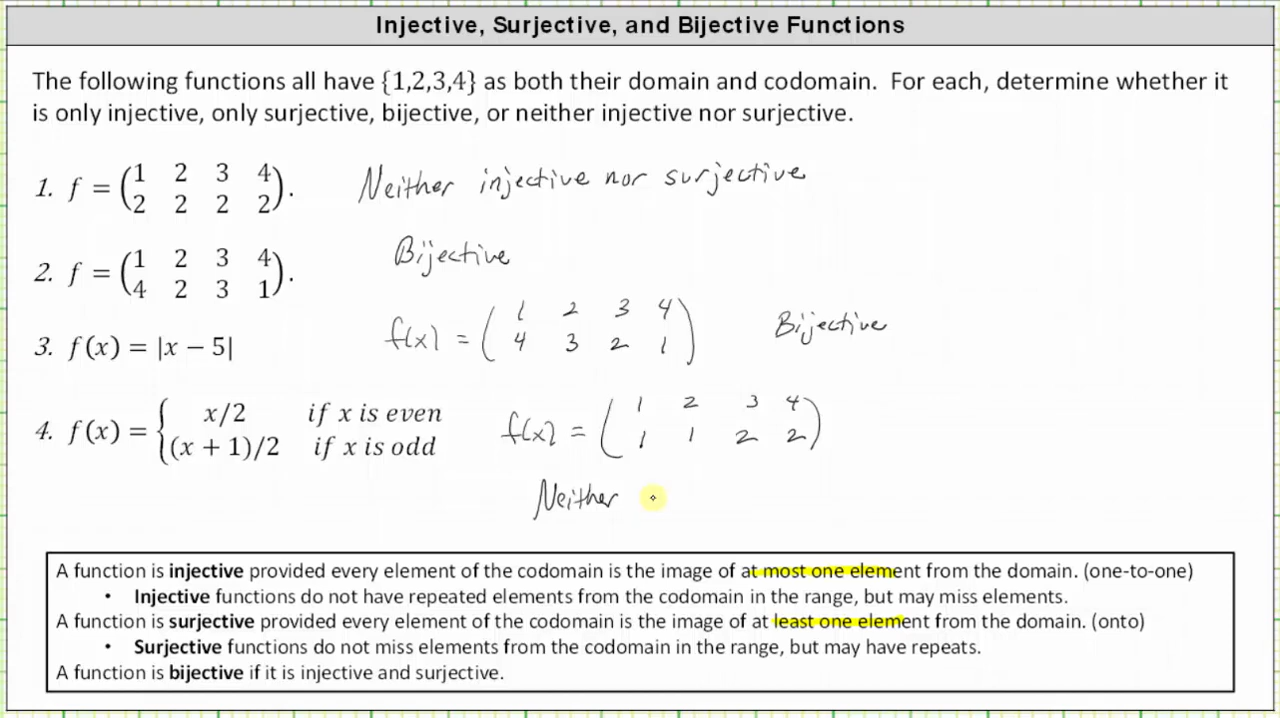 Injective, Surjective, and Bijective Functions
The following functions all have {1,2,3,4} as both their domain and codomain. For each, determine whether it
is only injective, only surjective, bijective, or neither injective nor surjective.
1. f = (1 2 3 4
2 2 2 2). Neither injective nor surjective
2. f = (1 2 3 4
4 2 3 1). Bijective
3. f(x) = |x − 5| f(x) = (1 2 3 4
4 3 2 1) Bijective
4. f(x) = { x/2 if x is even
(x + 1)/2 if x is odd
f(x) = (1 2 3 4
1 1 2 2)
Neither
A function is injective provided every element of the codomain is the image of at most one element from the domain. (one-to-one)
• Injective functions do not have repeated elements from the codomain in the range, but may miss elements.
A function is surjective provided every element of the codomain is the image of at least one element from the domain. (onto)
• Surjective functions do not miss elements from the codomain in the range, but may have repeats.
A function is bijective if it is injective and surjective.